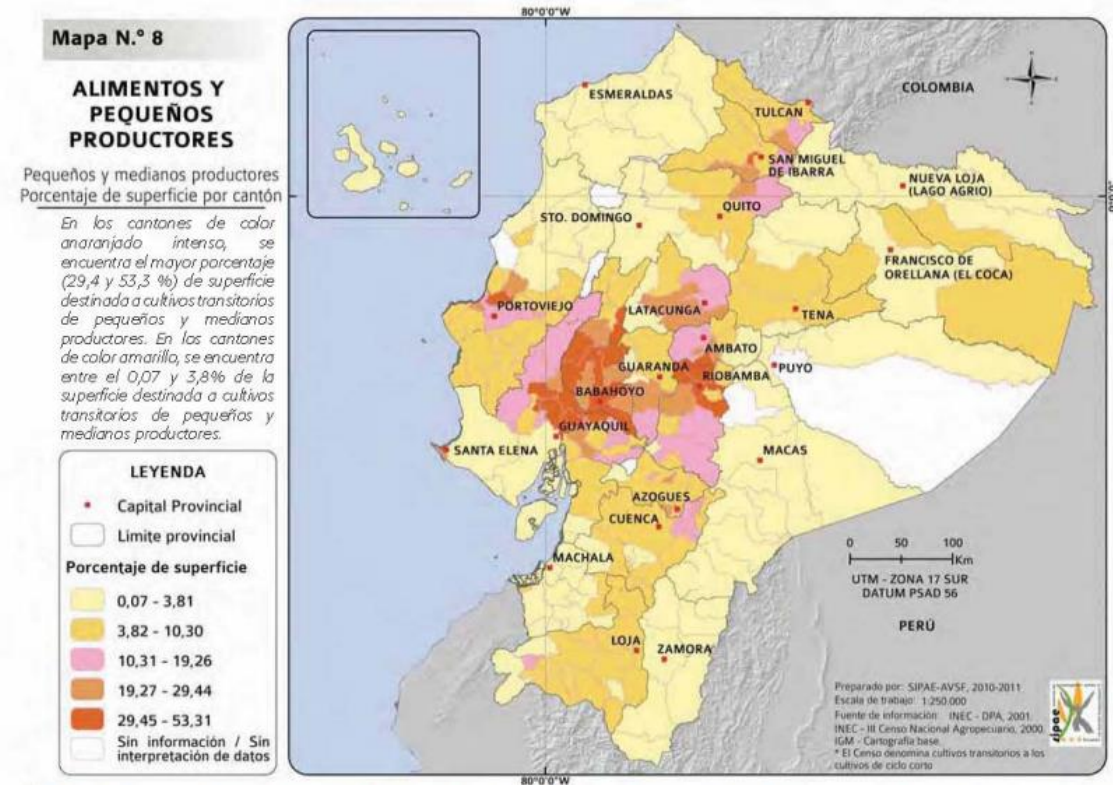 Mapa N.° 8
ALIMENTOS Y
PEQUEÑOS
PRODUCTORES
Pequeños y medianos productores
Porcentaje de superficie por cantón
En los cantones de color
anaranjado intenso, se
encuentra el mayor porcentaje
(29,4 y 53,3 %) de superficie
destinada a cultivos transitorios
de pequeños y medianos
productores. En los cantones
de color amarillo, se encuentra
entre el 0,07 y 3,8% de la
superficie destinada a cultivos
transitorios de pequeños y
medianos productores.
LEYENDA
Capital Provincial
Limite provincial
Porcentaje de superficie
0,07 - 3,81
3,82 - 10,30
10,31 - 19,26
19,27 - 29,44
29,45 - 53,31
Sin información / Sin
interpretación de datos
80°0'0"W
COLOMBIA
ESMERALDAS
TULCAN
SAN MIGUEL
DE IBARRA
NUEVA LOJA
(LAGO AGRIO)
QUITO
STO. DOMINGO
FRANCISCO DE
ORELLANA (EL COCA)
PORTOVIEJO
LATACUNGA
TENA
AMBATO
GUARANDA
RIOBAMBA
PUYO
BABAHOYO
GUAYAQUIL
SANTA ELENA
MACAS
AZOGUES
CUENCA
MACHALA
LOJA
ZAMORA
0 50 100
Km
UTM - ZONA 17 SUR
DATUM PSAD 56
PERÚ
Preparado por: SIPAE-AVSF, 2010-2011
Escala de trabajo: 1:250.000
Fuente de información: INEC - DPA, 2001.
INEC - III Censo Nacional Agropecuario, 2000.
IGM - Cartografía base.
* El Censo denomina cultivos transitorios a los
cultivos de ciclo corto
sipae
80°0'0"W